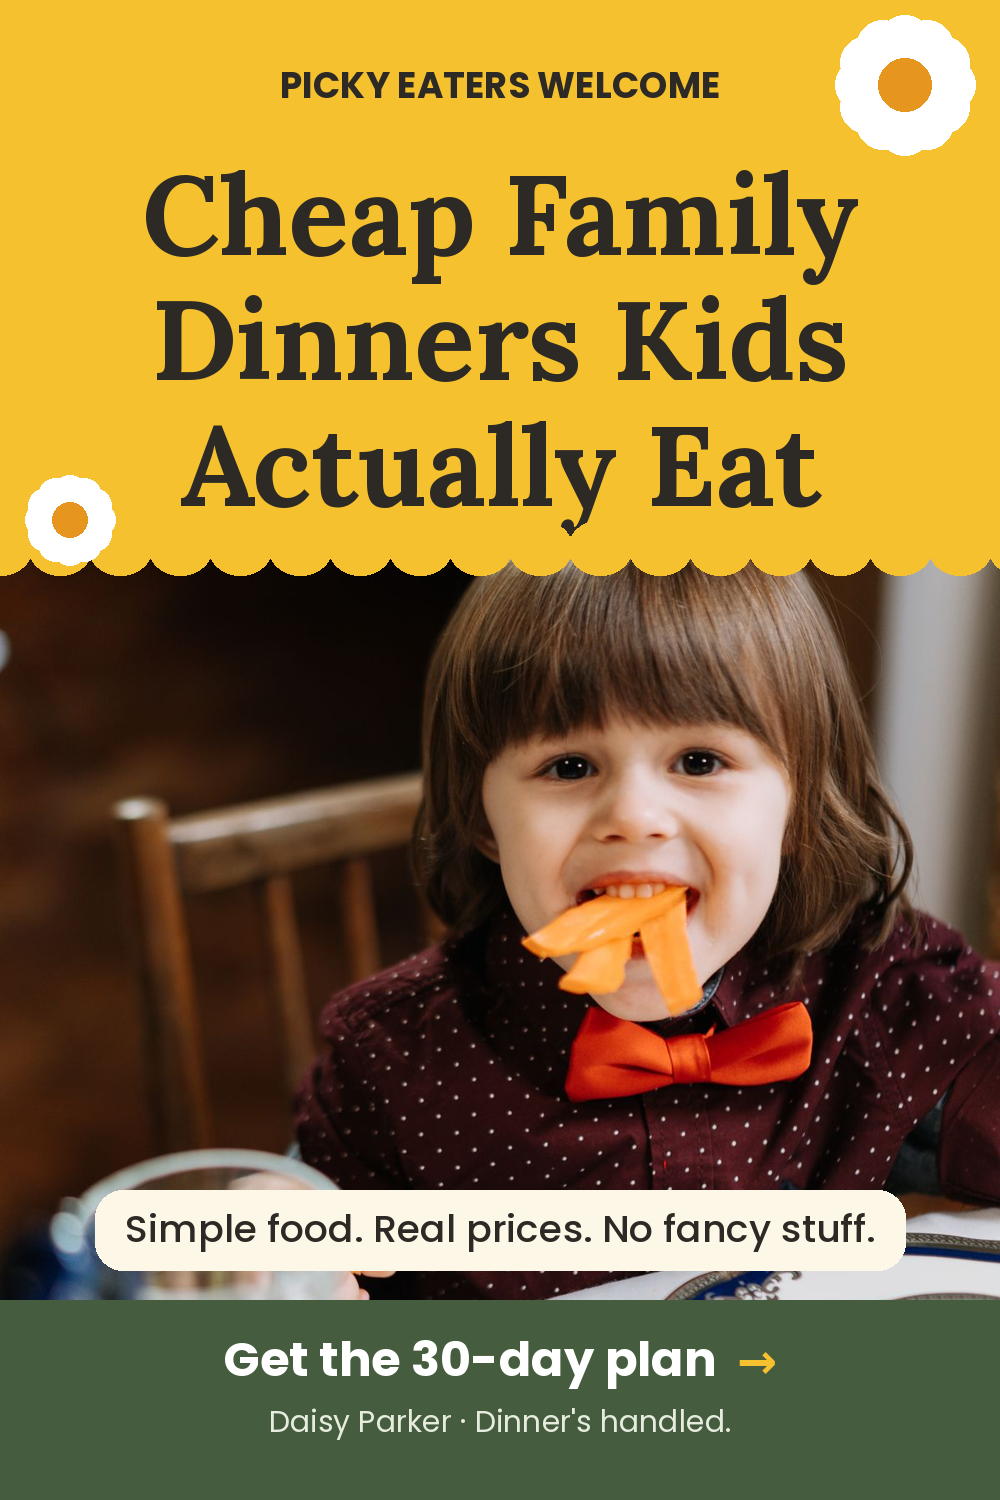 PICKY EATERS WELCOME
Cheap Family
Dinners Kids
Actually Eat
Simple food. Real prices. No fancy stuff.
Get the 30-day plan →
Daisy Parker · Dinner's handled.